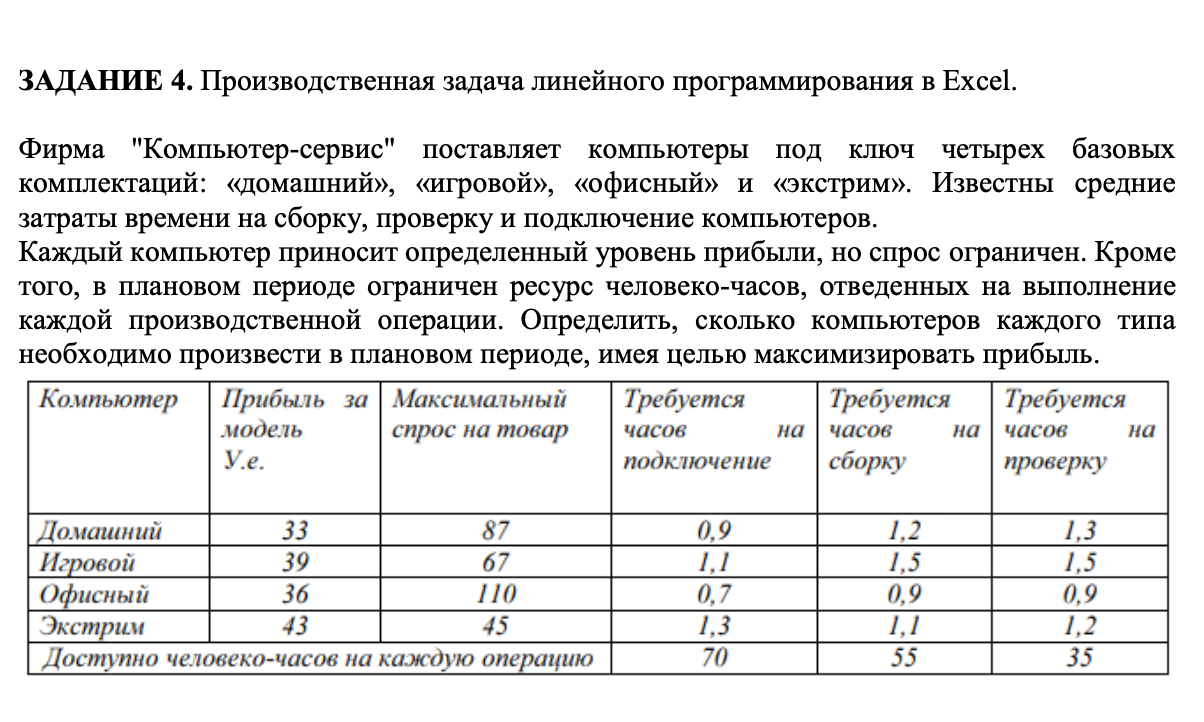 ЗАДАНИЕ 4. Производственная задача линейного программирования в Excel.
Фирма "Компьютер-сервис" поставляет компьютеры под ключ четырех базовых
комплектаций: «домашний», «игровой», «офисный» и «экстрим». Известны средние
затраты времени на сборку, проверку и подключение компьютеров.
Каждый компьютер приносит определенный уровень прибыли, но спрос ограничен. Кроме
того, в плановом периоде ограничен ресурс человеко-часов, отведенных на выполнение
каждой производственной операции. Определить, сколько компьютеров каждого типа
необходимо произвести в плановом периоде, имея целью максимизировать прибыль.
Компьютер Прибыль за Максимальный Требуется Требуется Требуется
модель спрос на товар часов на часов на часов на
У.е. подключение сборку проверку
Домашний 33 87 0,9 1,2 1,3
Игровой 39 67 1,1 1,5 1,5
Офисный 36 110 0,7 0,9 0,9
Экстрим 43 45 1,3 1,1 1,2
Доступно человеко-часов на каждую операцию 70 55 35